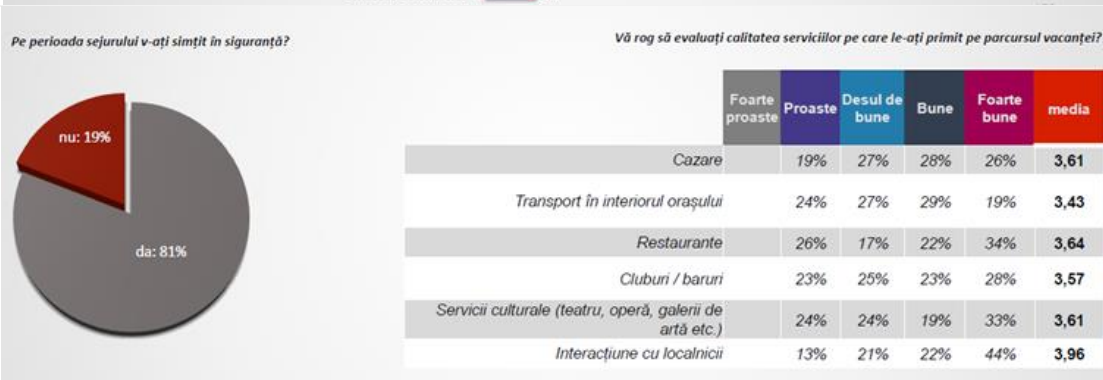 Pe perioada sejurului v-ați simțit în siguranță?
nu: 19%
da: 81%
Vă rog să evaluați calitatea serviciilor pe care le-ați primit pe parcursul vacanței?
Foarte proaste Proaste Desul de bune Bune Foarte bune media
Cazare 19% 27% 28% 26% 3,61
Transport în interiorul orașului 24% 27% 29% 19% 3,43
Restaurante 26% 17% 22% 34% 3,64
Cluburi / baruri 23% 25% 23% 28% 3,57
Servicii culturale (teatru, operă, galerii de
artă etc.) 24% 24% 19% 33% 3,61
Interacțiune cu localnicii 13% 21% 22% 44% 3,96